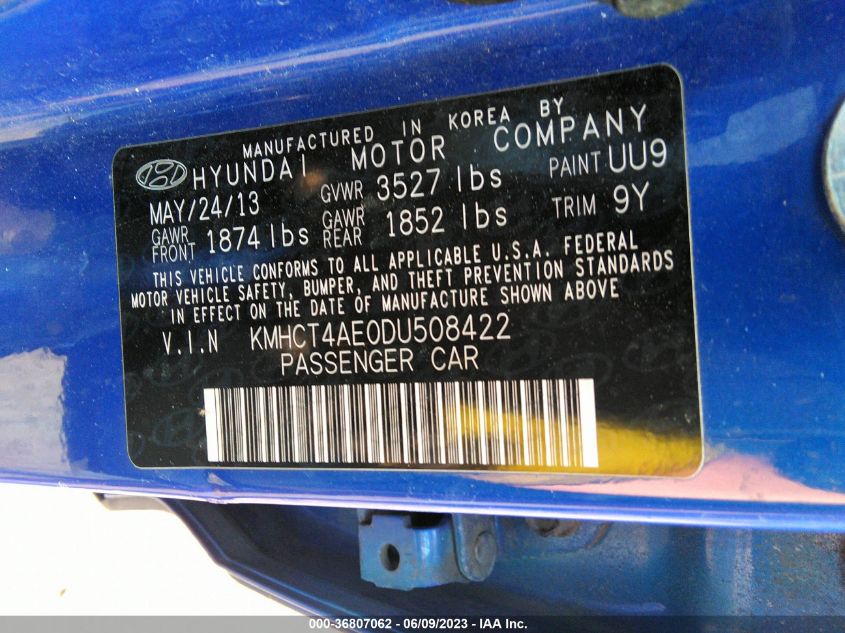 MANUFACTURED IN KOREA BY
HYUNDAI MOTOR COMPANY
MAY/24/13 GVWR 3527 lbs PAINT UU9
GAWR FRONT 1874 lbs GAWR REAR 1852 lbs TRIM 9Y
THIS VEHICLE CONFORMS TO ALL APPLICABLE U.S.A. FEDERAL
MOTOR VEHICLE SAFETY, BUMPER, AND THEFT PREVENTION STANDARDS
IN EFFECT ON THE DATE OF MANUFACTURE SHOWN ABOVE
V.I.N KMHCT4AE0DU508422
PASSENGER CAR
000-36807062 - 06/09/2023 - IAA Inc.